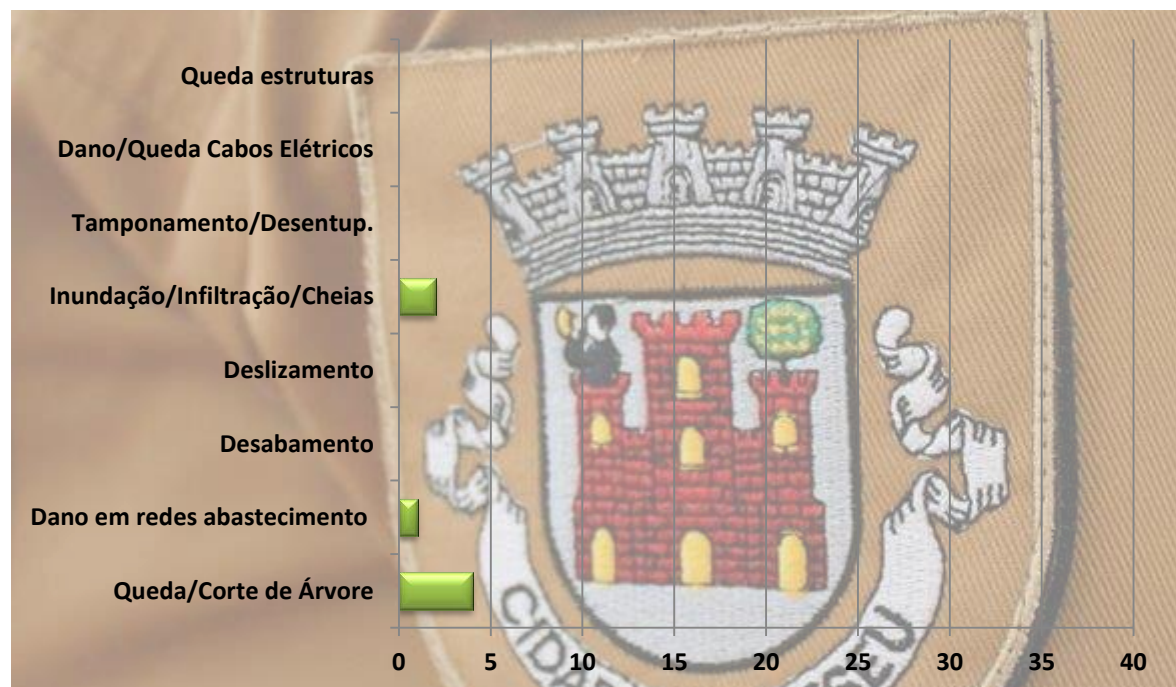 Queda estruturas
Dano/Queda Cabos Elétricos
Tamponamento/Desentup.
Inundação/Infiltração/Cheias
Deslizamento
Desabamento
Dano em redes abastecimento
Queda/Corte de Árvore
0 5 10 15 20 25 30 35 40